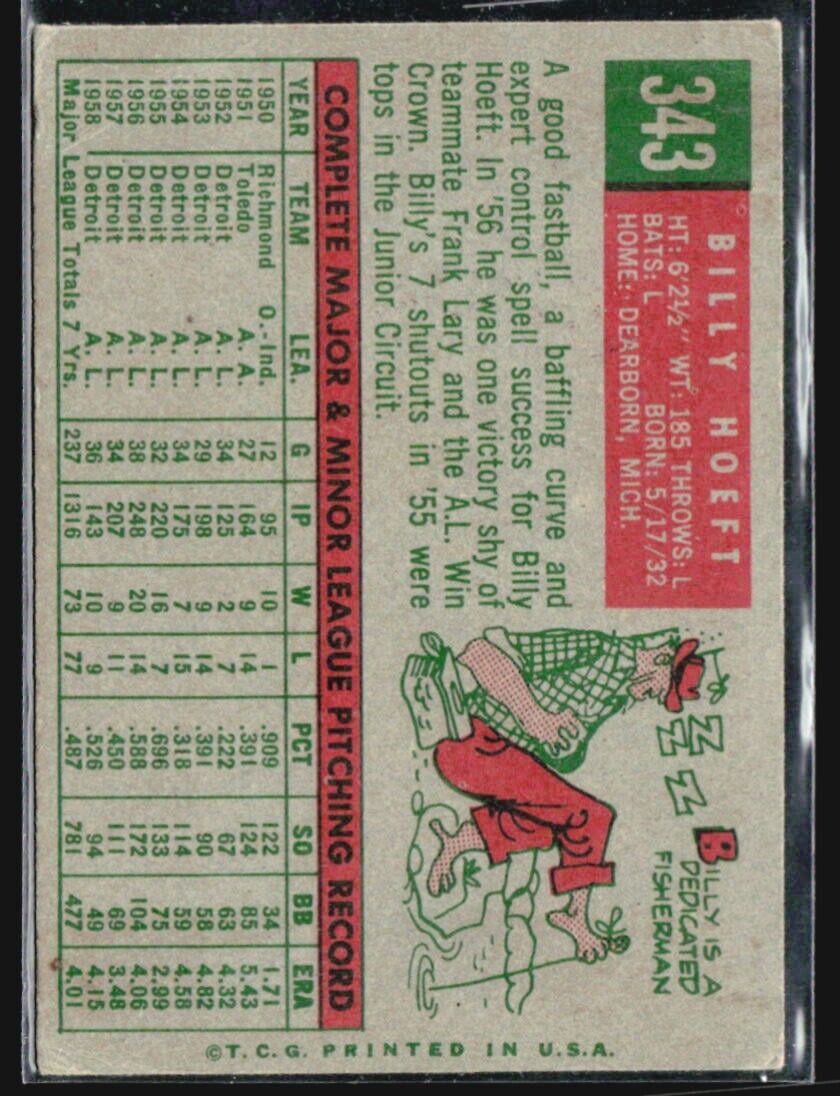 343
BILLY HOEFT
HT: 6'2½" WT: 185 THROWS: L
BATS: L BORN: 5/17/32
HOME: DEARBORN, MICH.
A good fastball, a baffling curve and
expert control spell success for Billy
Hoeft. In '56 he was one victory shy of
teammate Frank Lary and the A.L. Win
Crown. Billy's 7 shutouts in '55 were
tops in the Junior Circuit.
ZZZ
BILLY IS A
DEDICATED
FISHERMAN
COMPLETE MAJOR & MINOR LEAGUE PITCHING RECORD
YEAR TEAM LEA. G IP W L PCT SO BB ERA
1950 Richmond O.-Ind. 12 95 10 1 .909 122 34 1.71
1951 Toledo A. A. 27 164 9 14 .391 124 85 5.43
1952 Detroit A. L. 34 125 2 7 .222 67 63 4.32
1953 Detroit A. L. 29 198 9 14 .391 90 58 4.82
1954 Detroit A. L. 34 175 7 15 .318 114 59 4.58
1955 Detroit A. L. 32 220 16 7 .696 133 75 2.99
1956 Detroit A. L. 38 248 20 14 .588 172 104 4.06
1957 Detroit A. L. 34 207 9 11 .450 111 69 3.48
1958 Detroit A. L. 36 143 10 9 .526 94 49 4.15
Major League Totals 7 Yrs. 237 1316 73 77 .487 781 477 4.01
©T.C.G. PRINTED IN U.S.A.